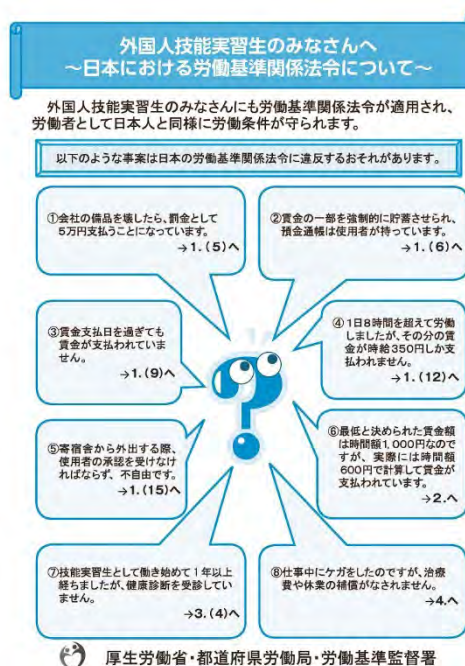 外国人技能実習生のみなさんへ
～日本における労働基準関係法令について～
外国人技能実習生のみなさんにも労働基準関係法令が適用され、
労働者として日本人と同様に労働条件が守られます。
以下のような事案は日本の労働基準関係法令に違反するおそれがあります。
①会社の備品を壊したら、罰金として
5万円支払うことになっています。
→1.(5)へ
②賃金の一部を強制的に貯蓄させられ、
預金通帳は使用者が持っています。
→1.(6)へ
③賃金支払日を過ぎても
賃金が支払われていま
せん。
→1.(9)へ
④1日8時間を超えて労働
しましたが、その分の賃
金が時給350円しか支
払われません。
→1.(12)へ
⑤寄宿舎から外出する際、
使用者の承認を受けなけ
ればならず、不自由です。
→1.(15)へ
⑥最低と決められた賃金額
は時間額1,000円なので
すが、実際には時間額
600円で計算して賃金が
支払われています。
→2.へ
⑦技能実習生として働き始めて1年以上
経ちましたが、健康診断を受診してい
ません。
→3.(4)へ
⑧仕事中にケガをしたのですが、治療
費や休業の補償がなされません。
→4.へ
厚生労働省・都道府県労働局・労働基準監督署